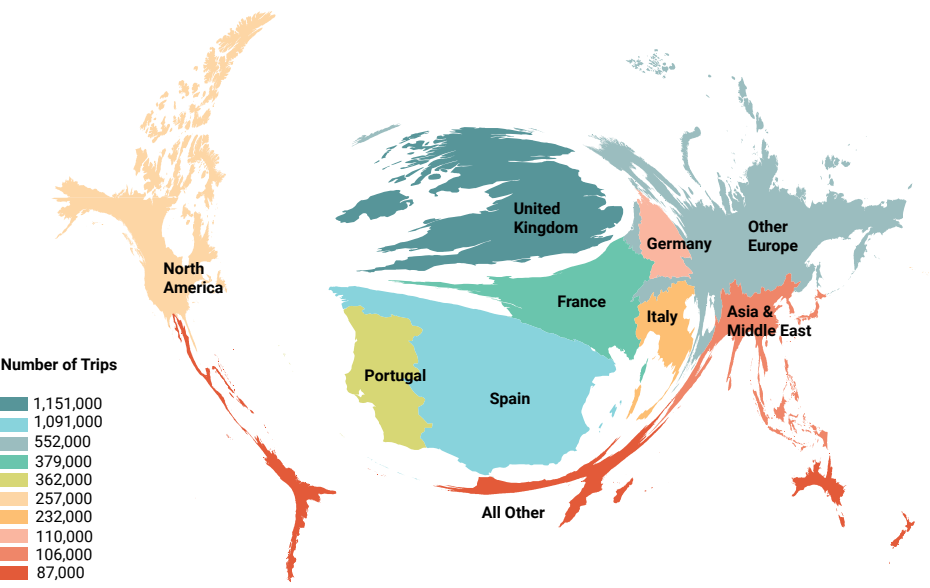 United
Kingdom
Other
Europe
Germany
North
America
France
Italy
Asia &
Middle East
Number of Trips
Portugal
Spain
1,151,000
1,091,000
552,000
379,000
362,000
257,000
232,000
110,000
106,000
87,000
All Other